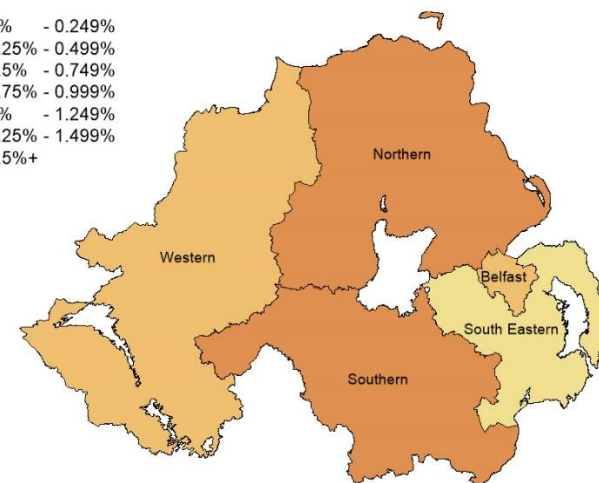 % - 0.249%
25% - 0.499%
5% - 0.749%
75% - 0.999%
% - 1.249%
25% - 1.499%
5%+
Northern
Western
Belfast
South Eastern
Southern